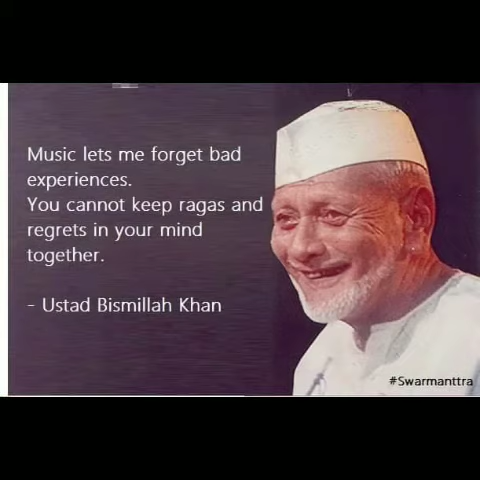 Music lets me forget bad
experiences.
You cannot keep ragas and
regrets in your mind
together.
- Ustad Bismillah Khan
#Swarmanttra